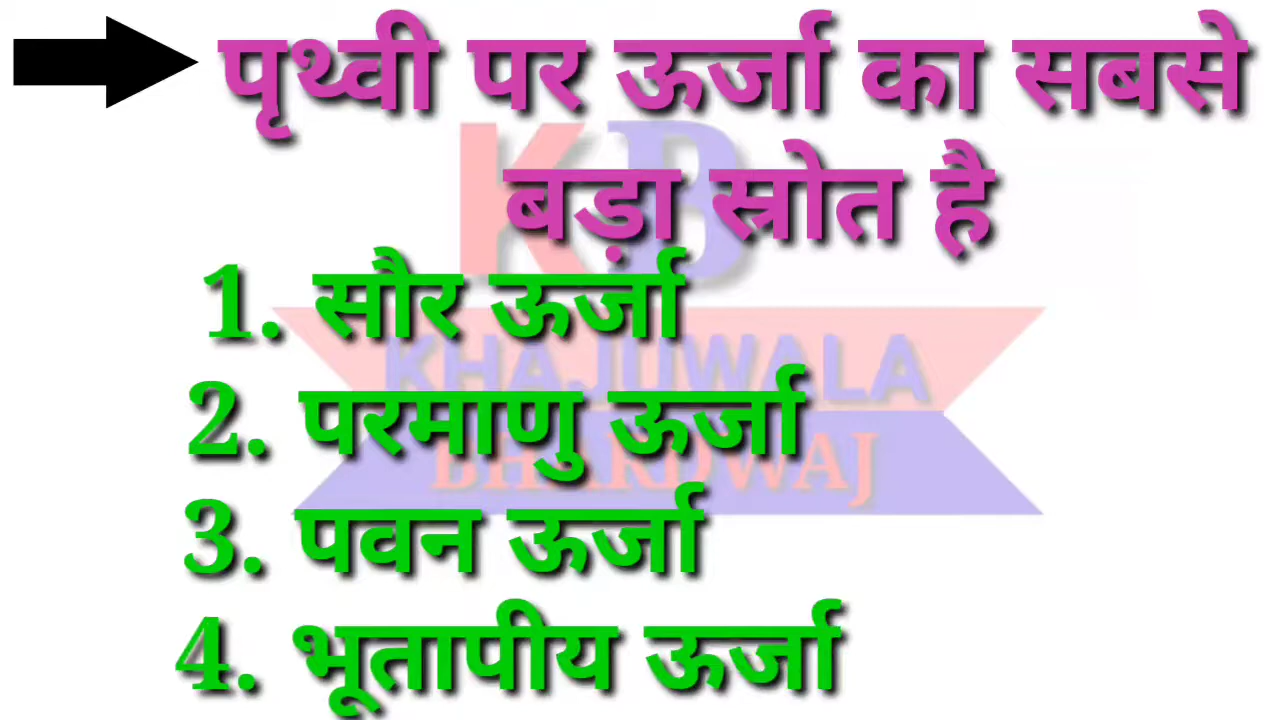 पृथ्वी पर ऊर्जा का सबसे
बड़ा स्रोत है
KB
1. सौर ऊर्जा
KHAJUWALA
2. परमाणु ऊर्जा
BHARDWAJ
3. पवन ऊर्जा
4. भूतापीय ऊर्जा